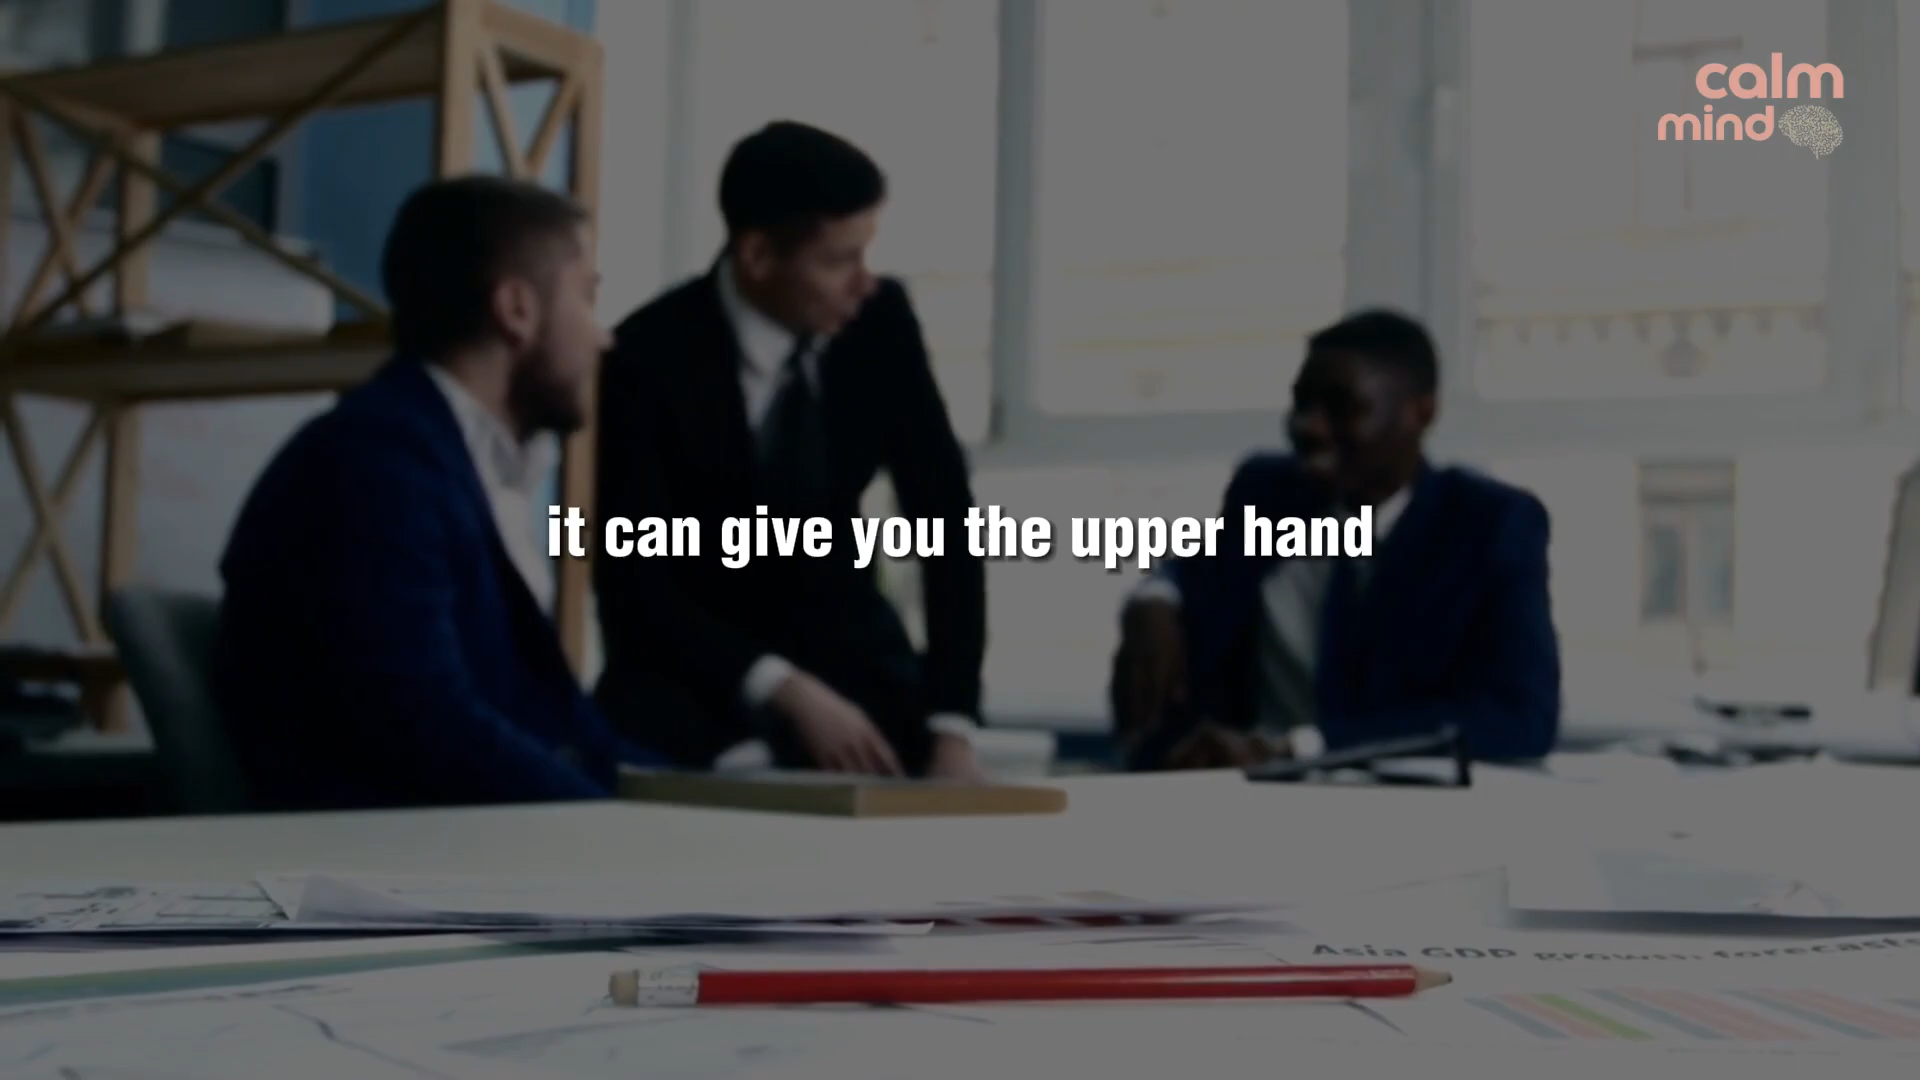 calm
mind
it can give you the upper hand
Asia GDP growth forecasts